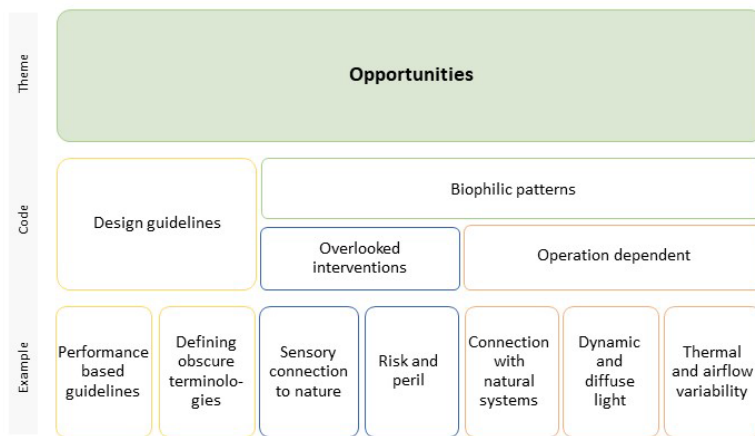 Theme
Opportunities
Code
Design guidelines
Biophilic patterns
Overlooked
interventions
Operation dependent
Example
Performance
based
guidelines
Defining
obscure
terminolo-
gies
Sensory
connection
to nature
Risk and
peril
Connection
with
natural
systems
Dynamic
and
diffuse
light
Thermal
and airflow
variability